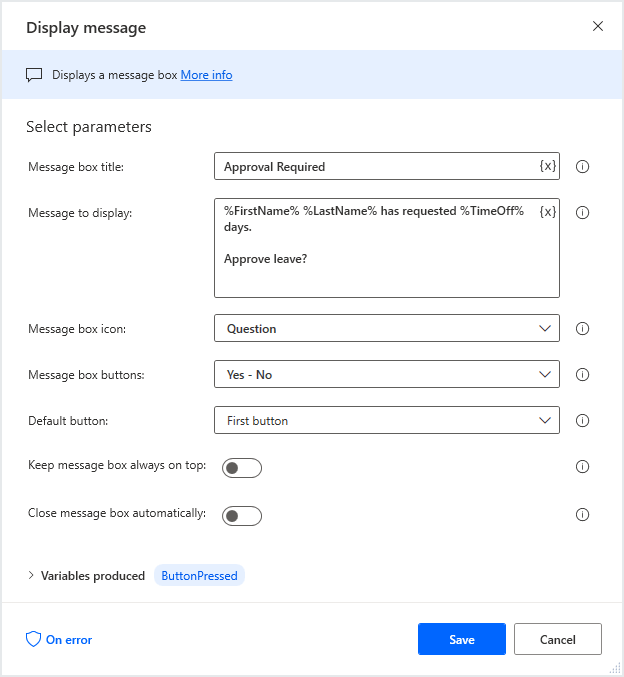 Display message
Displays a message box More info
Select parameters
Message box title:
Approval Required {x}
Message to display:
%FirstName% %LastName% has requested %TimeOff% {x}
days.
Approve leave?
Message box icon:
Question
Message box buttons:
Yes - No
Default button:
First button
Keep message box always on top:
Close message box automatically:
Variables produced ButtonPressed
On error
Save
Cancel